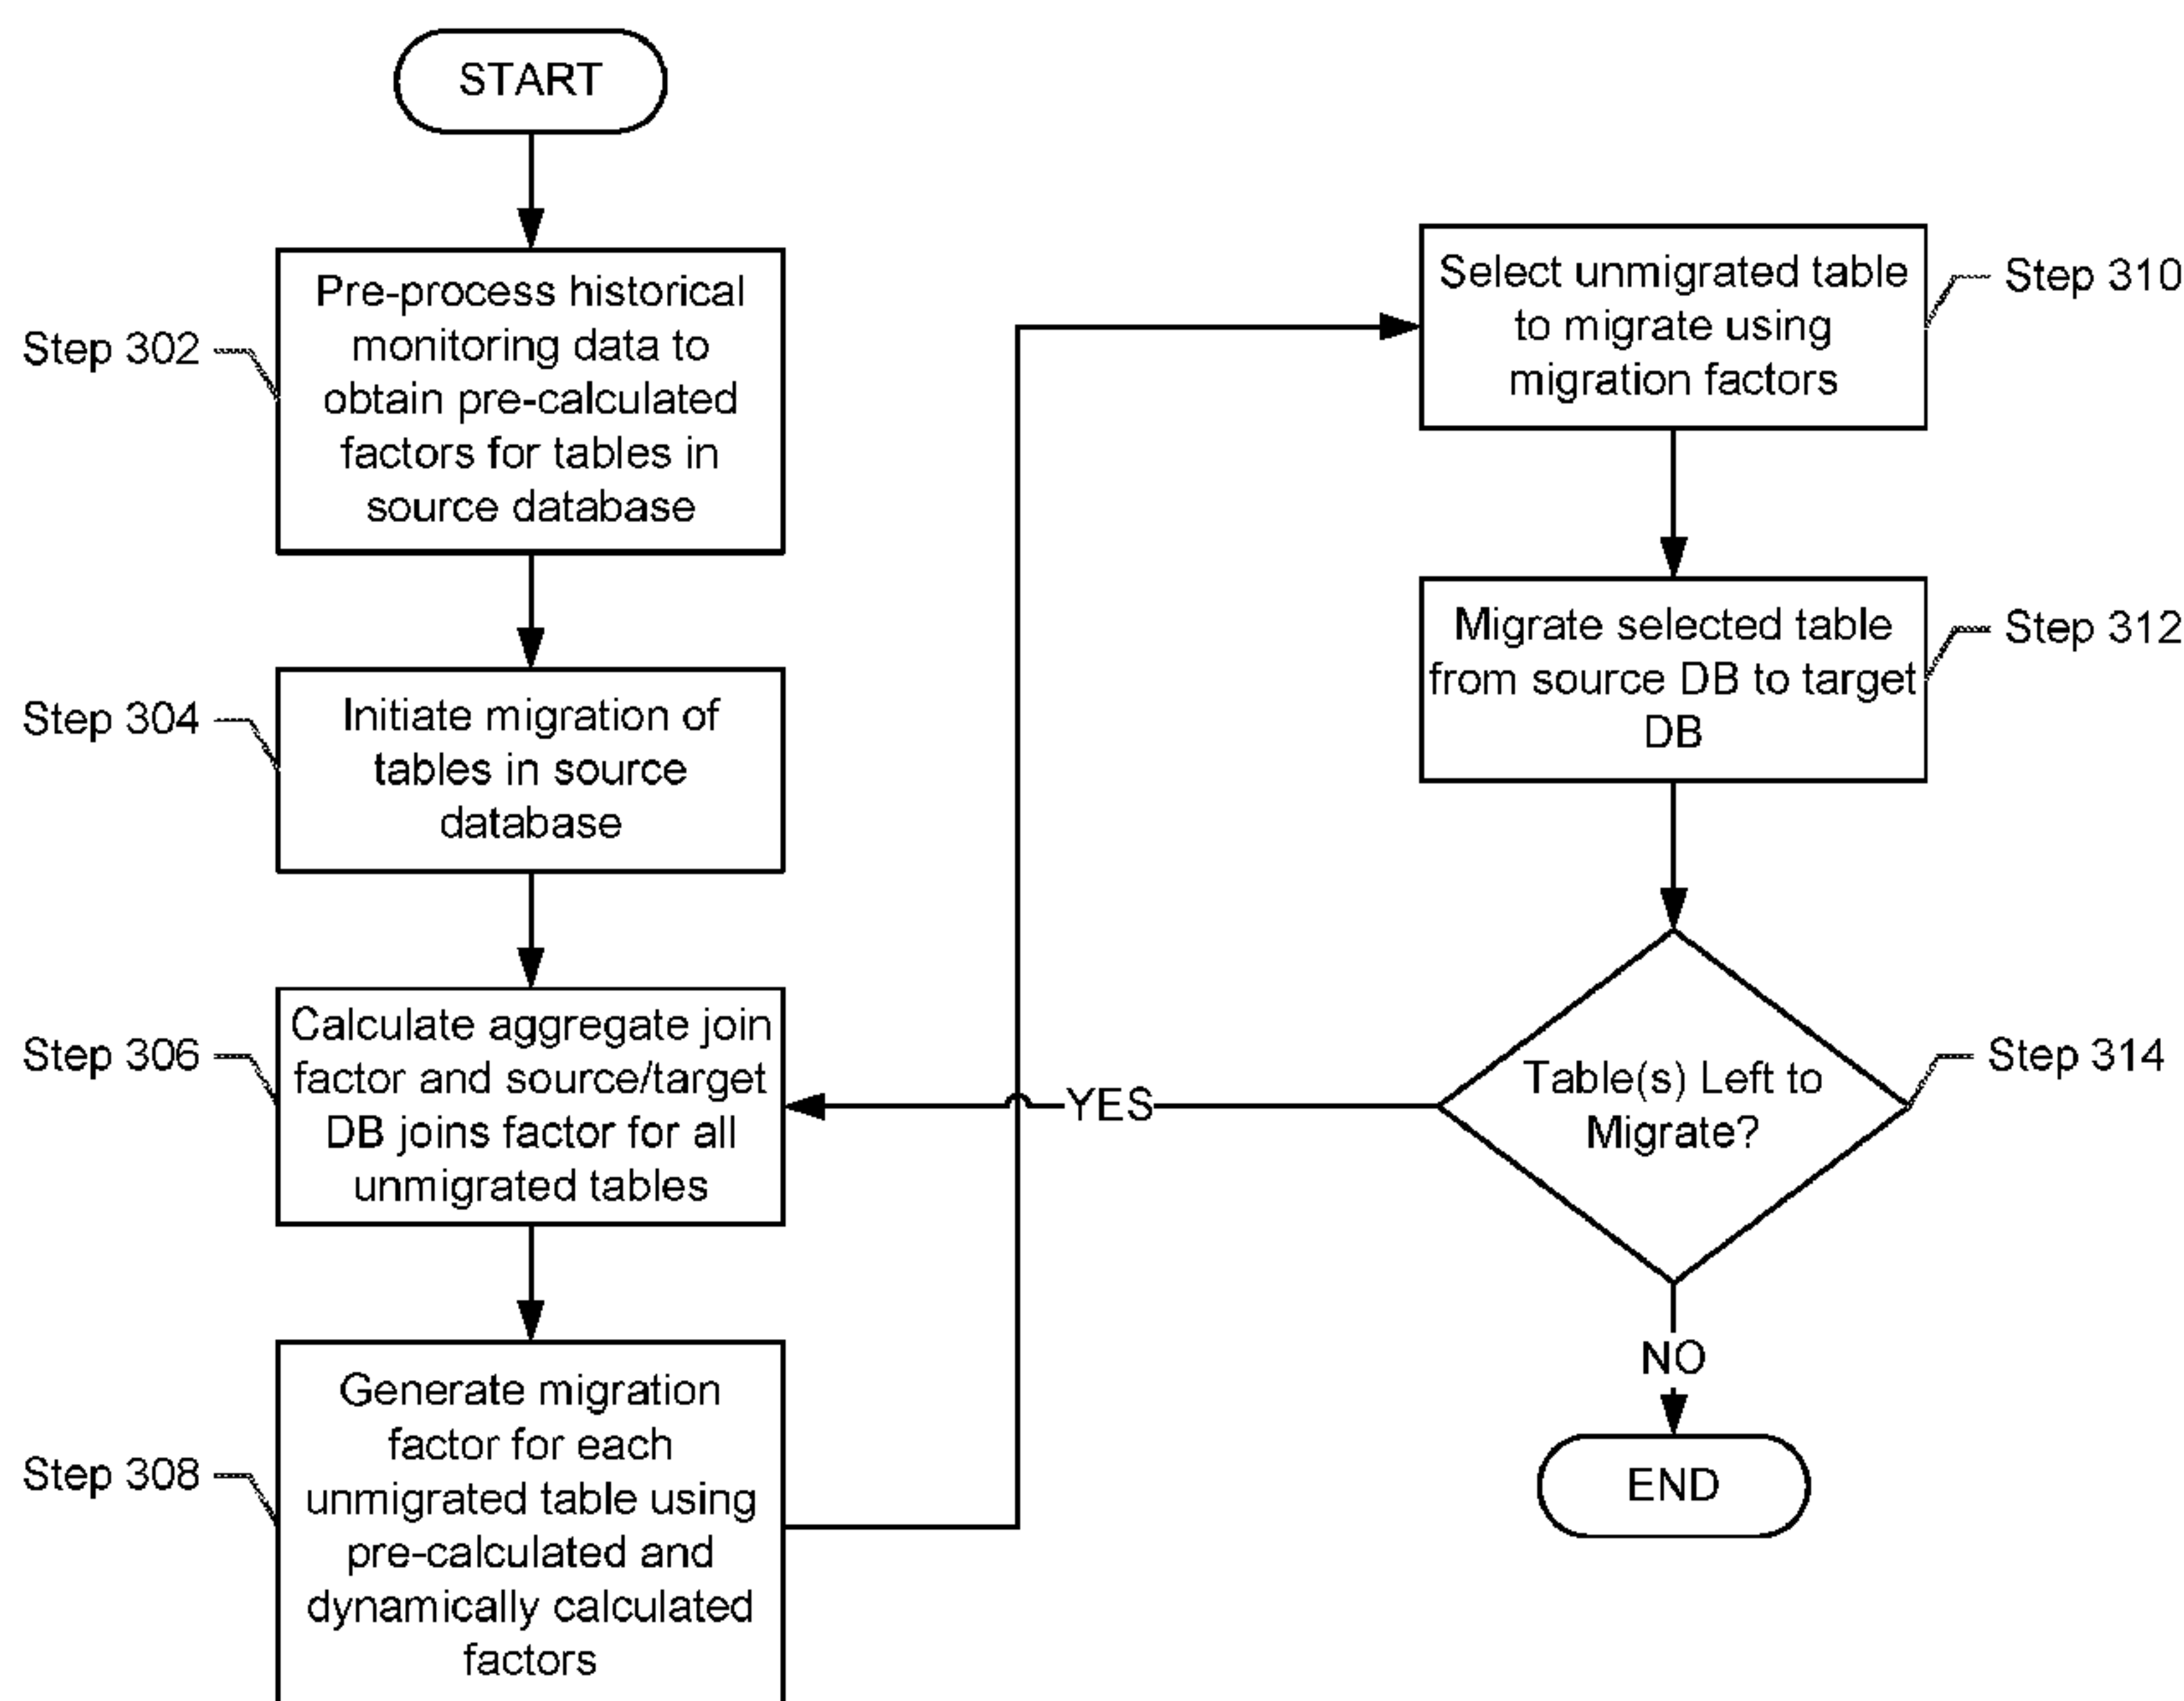 START
Step 302
Pre-process historical
monitoring data to
obtain pre-calculated
factors for tables in
source database
Step 304
Initiate migration of
tables in source
database
Step 306
Calculate aggregate join
factor and source/target
DB joins factor for all
unmigrated tables
Step 308
Generate migration
factor for each
unmigrated table using
pre-calculated and
dynamically calculated
factors
Select unmigrated table
to migrate using
migration factors
Step 310
Migrate selected table
from source DB to target
DB
Step 312
Table(s) Left to
Migrate?
Step 314
YES
NO
END